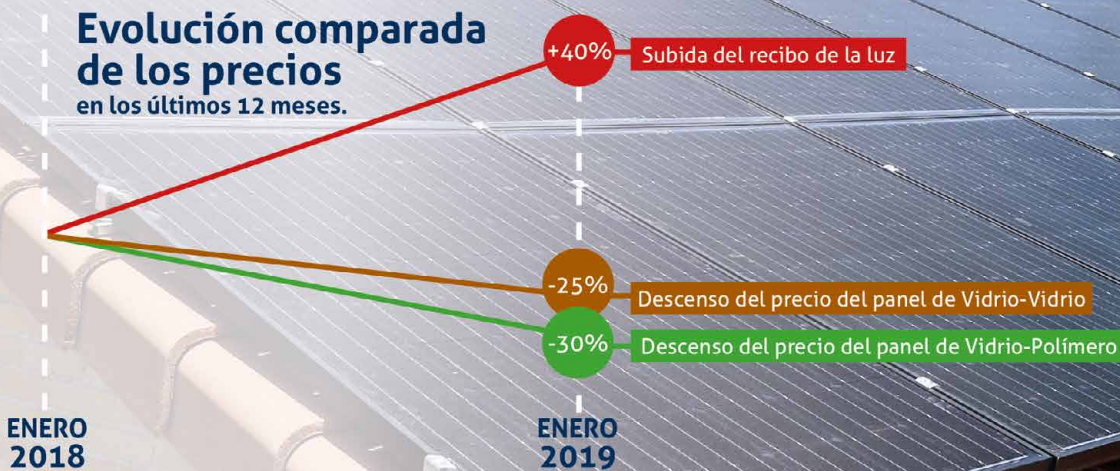 Evolución comparada
de los precios
en los últimos 12 meses.
+40%
Subida del recibo de la luz
-25%
Descenso del precio del panel de Vidrio-Vidrio
-30%
Descenso del precio del panel de Vidrio-Polímero
ENERO
2018
ENERO
2019